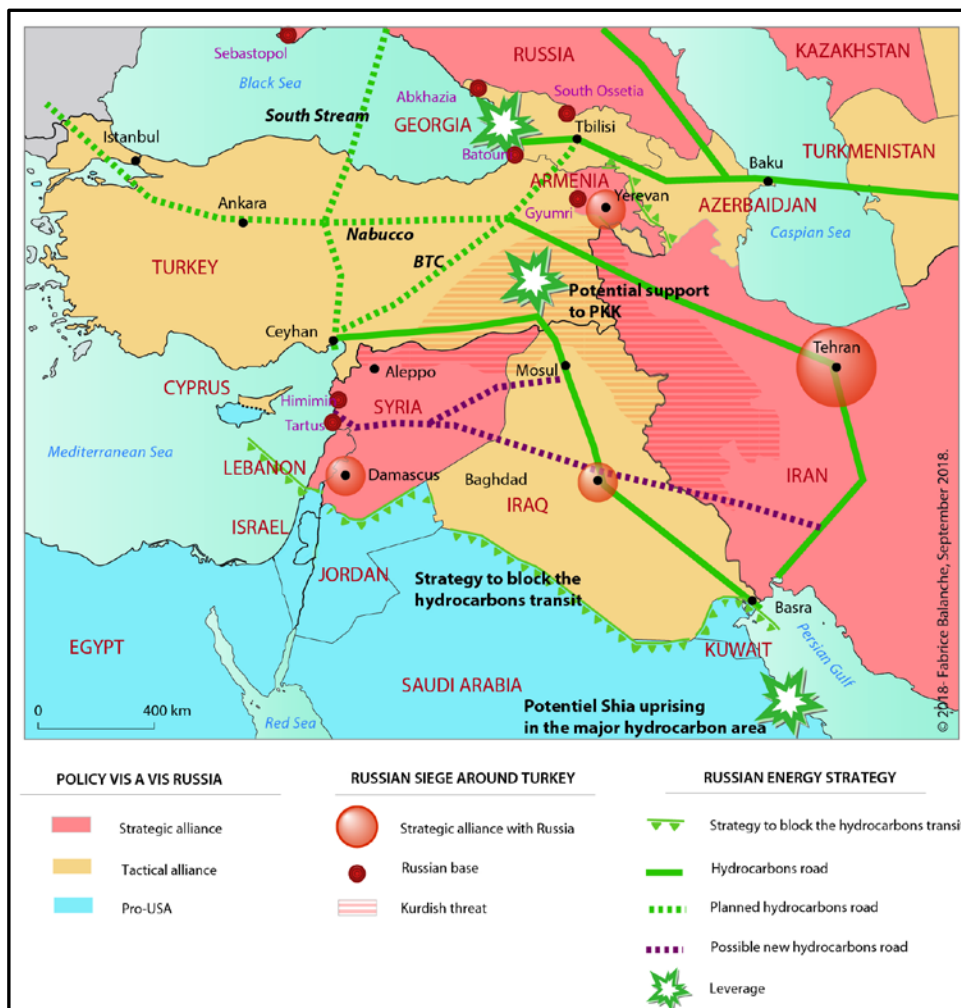 RUSSIA
KAZAKHSTAN
Sebastopol
Black Sea
Abkhazia
South Ossetia
South Stream
GEORGIA
Tbilisi
Istanbul
Batoum
Baku
TURKMENISTAN
ARMENIA
Yerevan
AZERBAIDJAN
Ankara
Gyumri
Nabucco
Caspian Sea
TURKEY
BTC
Potential support
to PKK
Ceyhan
Tehran
Aleppo
Mosul
CYPRUS
Himimin
SYRIA
Tartus
Mediterranean Sea
LEBANON
Damascus
Baghdad
IRAN
IRAQ
ISRAEL
JORDAN
Strategy to block the
hydrocarbons transit
Basra
EGYPT
KUWAIT
Persian Gulf
SAUDI ARABIA
Red Sea
Potentiel Shia uprising
in the major hydrocarbon area
0 400 km
© 2018- Fabrice Balanche, September 2018.
POLICY VIS A VIS RUSSIA
Strategic alliance
Tactical alliance
Pro-USA
RUSSIAN SIEGE AROUND TURKEY
Strategic alliance with Russia
Russian base
Kurdish threat
RUSSIAN ENERGY STRATEGY
Strategy to block the hydrocarbons transit
Hydrocarbons road
Planned hydrocarbons road
Possible new hydrocarbons road
Leverage